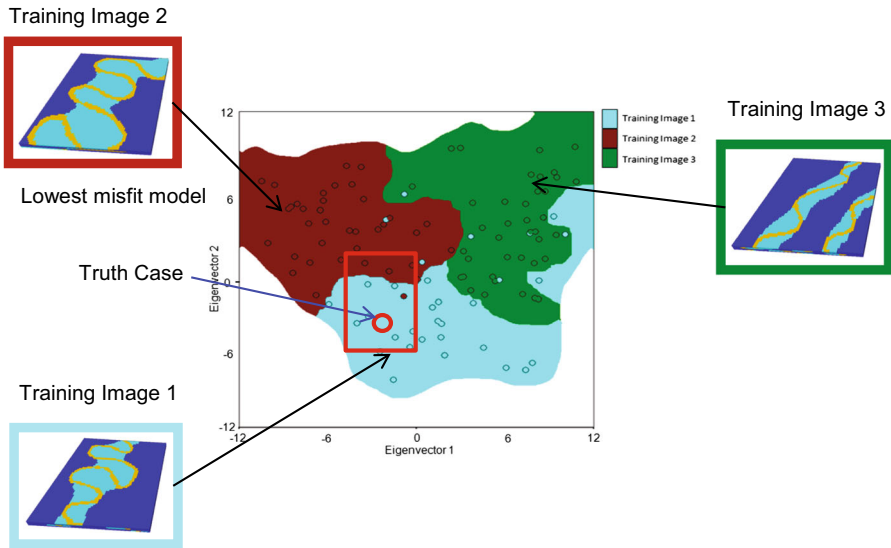 Training Image 2
Training Image 3
Lowest misfit model
Truth Case
Training Image 1
12
6
0
-6
-12
Eigenvector 2
-12
-6
0
6
12
Eigenvector 1
Training Image 1
Training Image 2
Training Image 3